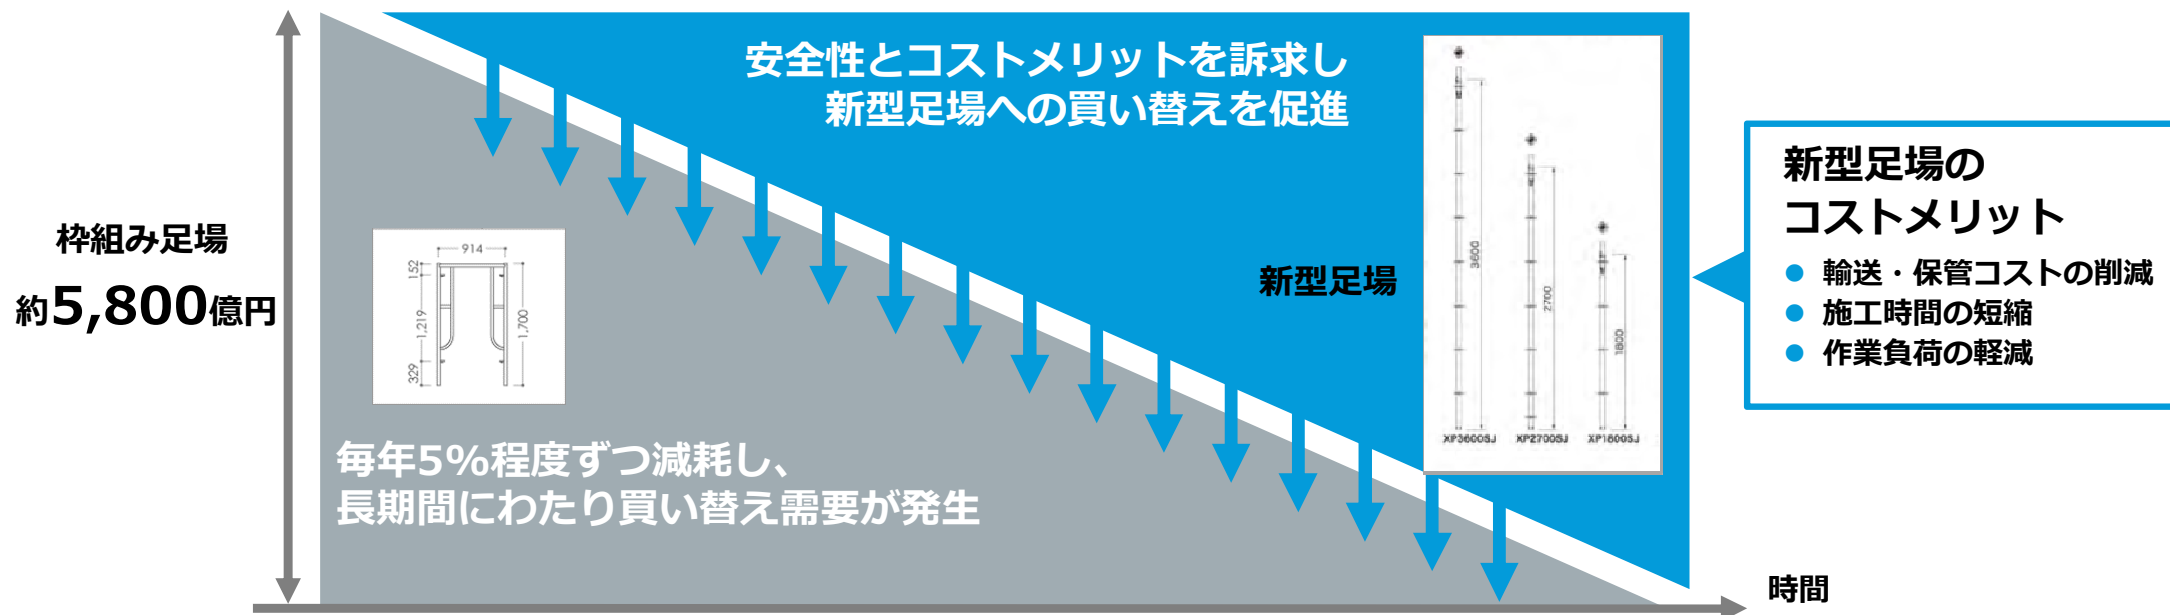 安全性とコストメリットを訴求し
新型足場への買い替えを促進
枠組み足場
約5,800億円
914
152
1,219
329
1,700
毎年5%程度ずつ減耗し、
長期間にわたり買い替え需要が発生
新型足場
3600
2700
1800
XP3600SJ XP2700SJ XP1800SJ
新型足場の
コストメリット
● 輸送・保管コストの削減
● 施工時間の短縮
● 作業負荷の軽減
時間